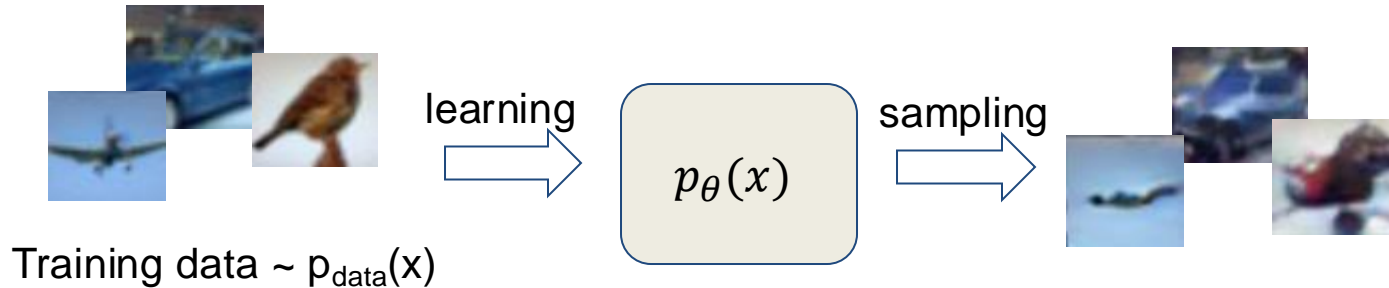 learning
sampling
pθ(x)
Training data ~ pdata(x)